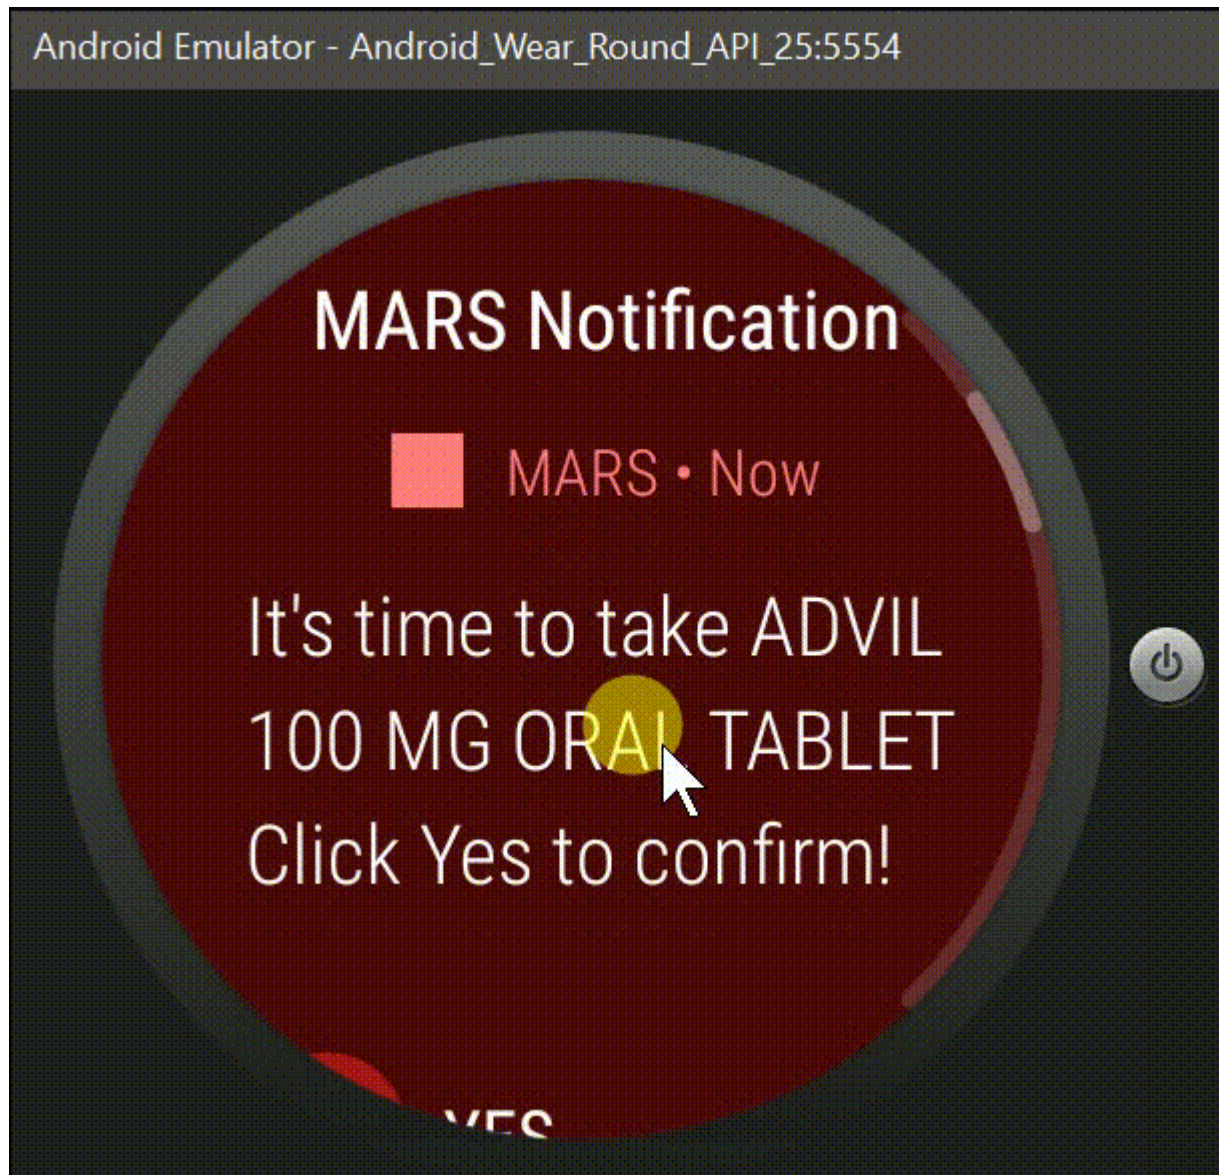 Android Emulator - Android_Wear_Round_API_25:5554
MARS Notification
MARS • Now
It's time to take ADVIL
100 MG ORAL TABLET
Click Yes to confirm!
YES